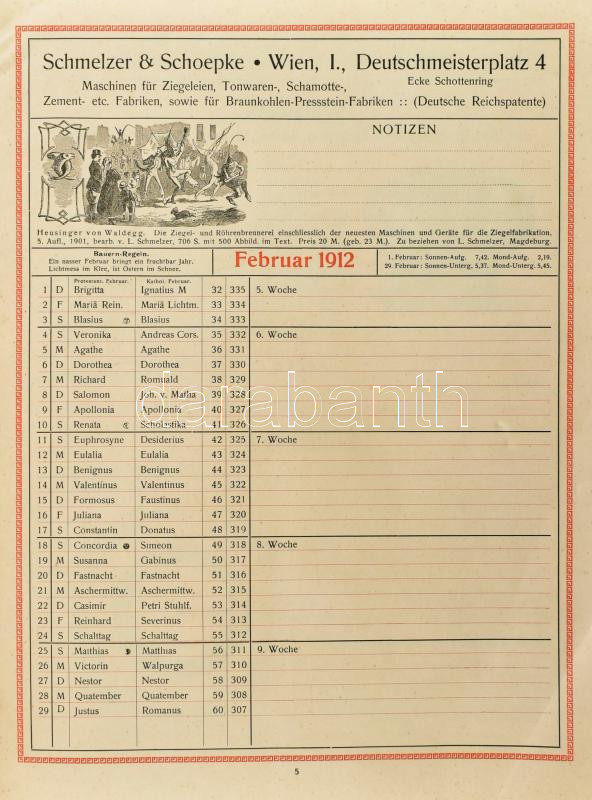 Schmelzer & Schoepke • Wien, I., Deutschmeisterplatz 4
Ecke Schottenring
Maschinen für Ziegeleien, Tonwaren-, Schamotte-,
Zement- etc. Fabriken, sowie für Braunkohlen-Pressstein-Fabriken :: (Deutsche Reichspatente)
NOTIZEN
Heusinger von Waldegg. Die Ziegel- und Röhrenbrennerei einschliesslich der neuesten Maschinen und Geräte für die Ziegelfabrikation,
5. Aufl., 1901, bearb. v. L. Schmelzer, 706 S. mit 500 Abbild. im Text. Preis 20 M. (geb. 23 M.). Zu beziehen von L. Schmelzer, Magdeburg.
Bauern-Regeln.
Ein nasser Februar bringt ein fruchtbar Jahr.
Lichtmess im Klee, ist Ostern im Schnee.
Februar 1912
1. Februar: Sonnen-Aufg. 7,42. Mond-Aufg. 2,19.
29. Februar: Sonnen-Unterg. 5,37. Mond-Unterg. 5,45.
Protestant. Februar. Kathol. Februar.
1 D Brigitta Ignatius M 32 335 5. Woche
2 F Mariä Rein. Mariä Lichtm. 33 334
3 S Blasius Blasius 34 333
4 S Veronika Andreas Cors. 35 332 6. Woche
5 M Agathe Agathe 36 331
6 D Dorothea Dorothea 37 330
7 M Richard Romuald 38 329
8 D Salomon Joh. v. Matha 39 328
9 F Apollonia Apollonia 40 327
10 S Renata Scholastika 41 326
11 S Euphrosyne Desiderius 42 325 7. Woche
12 M Eulalia Eulalia 43 324
13 D Benignus Benignus 44 323
14 M Valentinus Valentinus 45 322
15 D Formosus Faustinus 46 321
16 F Juliana Juliana 47 320
17 S Constantin Donatus 48 319
18 S Concordia Simeon 49 318 8. Woche
19 M Susanna Gabinus 50 317
20 D Fastnacht Fastnacht 51 316
21 M Aschermittw. Aschermittw. 52 315
22 D Casimir Petri Stuhlf. 53 314
23 F Reinhard Severinus 54 313
24 S Schalttag Schalttag 55 312
25 S Matthias Matthias 56 311 9. Woche
26 M Victorin Walpurga 57 310
27 D Nestor Nestor 58 309
28 M Quatember Quatember 59 308
29 D Justus Romanus 60 307
5
darabanth